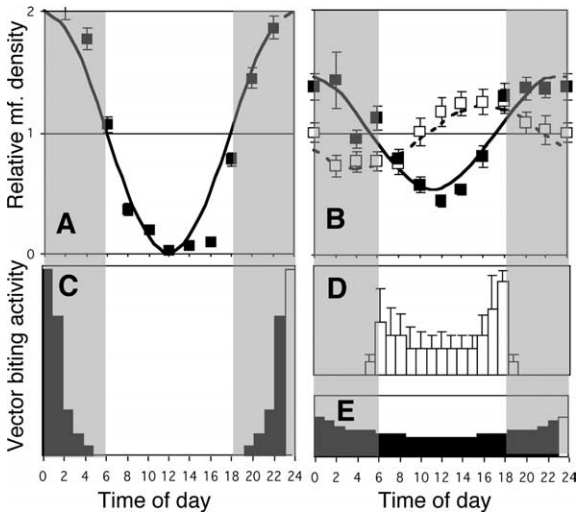 Relative mf. density
2
1
0
A
B
Vector biting activity
C
D
E
0 2 4 6 8 10 12 14 16 18 20 22 24
0 2 4 6 8 10 12 14 16 18 20 22 24
Time of day
Time of day